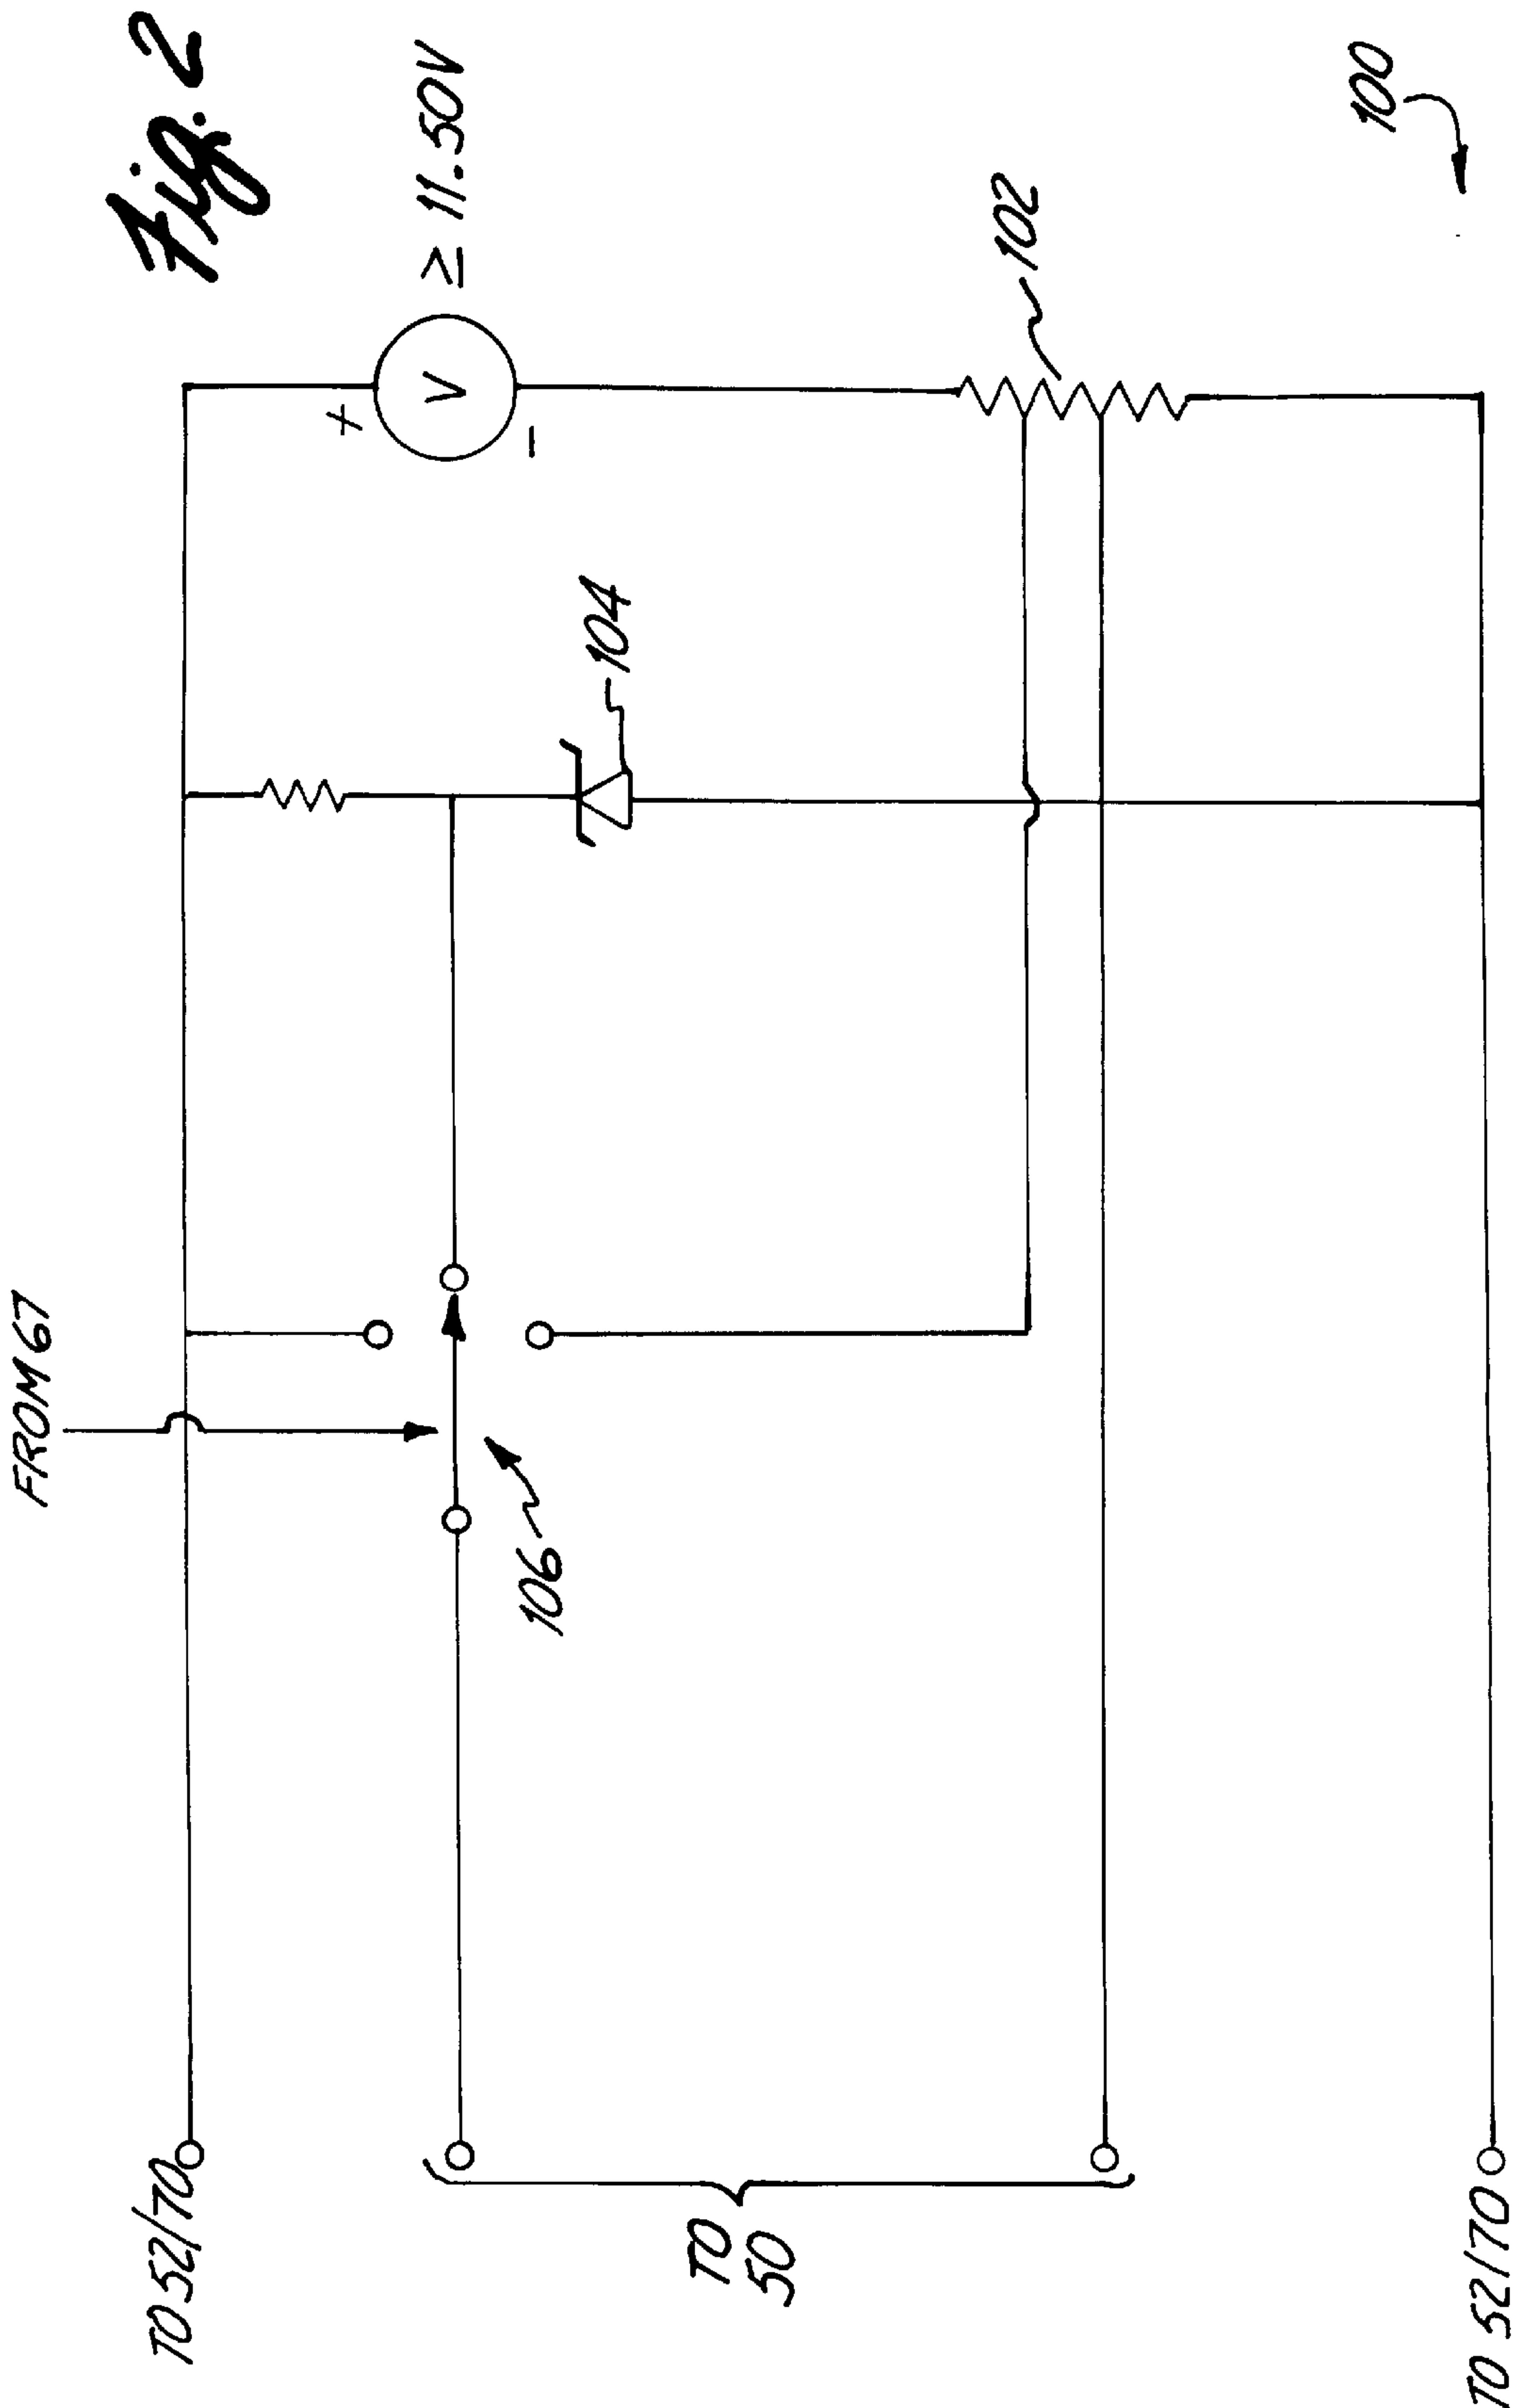 Fig. 2
FROM 67
≥ 11.50V
+
V
-
104
102
106
100
TO 52/70
TO
50
TO 52/70